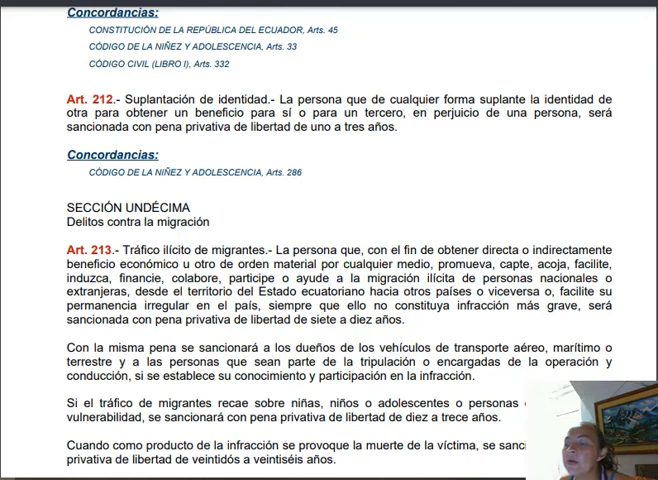 Concordancias:
CONSTITUCIÓN DE LA REPÚBLICA DEL ECUADOR, Arts. 45
CÓDIGO DE LA NIÑEZ Y ADOLESCENCIA, Arts. 33
CÓDIGO CIVIL (LIBRO I), Arts. 332
Art. 212.- Suplantación de identidad.- La persona que de cualquier forma suplante la identidad de
otra para obtener un beneficio para sí o para un tercero, en perjuicio de una persona, será
sancionada con pena privativa de libertad de uno a tres años.
Concordancias:
CÓDIGO DE LA NIÑEZ Y ADOLESCENCIA, Arts. 286
SECCIÓN UNDÉCIMA
Delitos contra la migración
Art. 213.- Tráfico ilícito de migrantes.- La persona que, con el fin de obtener directa o indirectamente
beneficio económico u otro de orden material por cualquier medio, promueva, capte, acoja, facilite,
induzca, financie, colabore, participe o ayude a la migración ilícita de personas nacionales o
extranjeras, desde el territorio del Estado ecuatoriano hacia otros países o viceversa o, facilite su
permanencia irregular en el país, siempre que ello no constituya infracción más grave, será
sancionada con pena privativa de libertad de siete a diez años.
Con la misma pena se sancionará a los dueños de los vehículos de transporte aéreo, marítimo o
terrestre y a las personas que sean parte de la tripulación o encargadas de la operación y
conducción, si se establece su conocimiento y participación en la infracción.
Si el tráfico de migrantes recae sobre niñas, niños o adolescentes o personas
vulnerabilidad, se sancionará con pena privativa de libertad de diez a trece años.
Cuando como producto de la infracción se provoque la muerte de la víctima, se sanci
privativa de libertad de veintidós a veintiséis años.